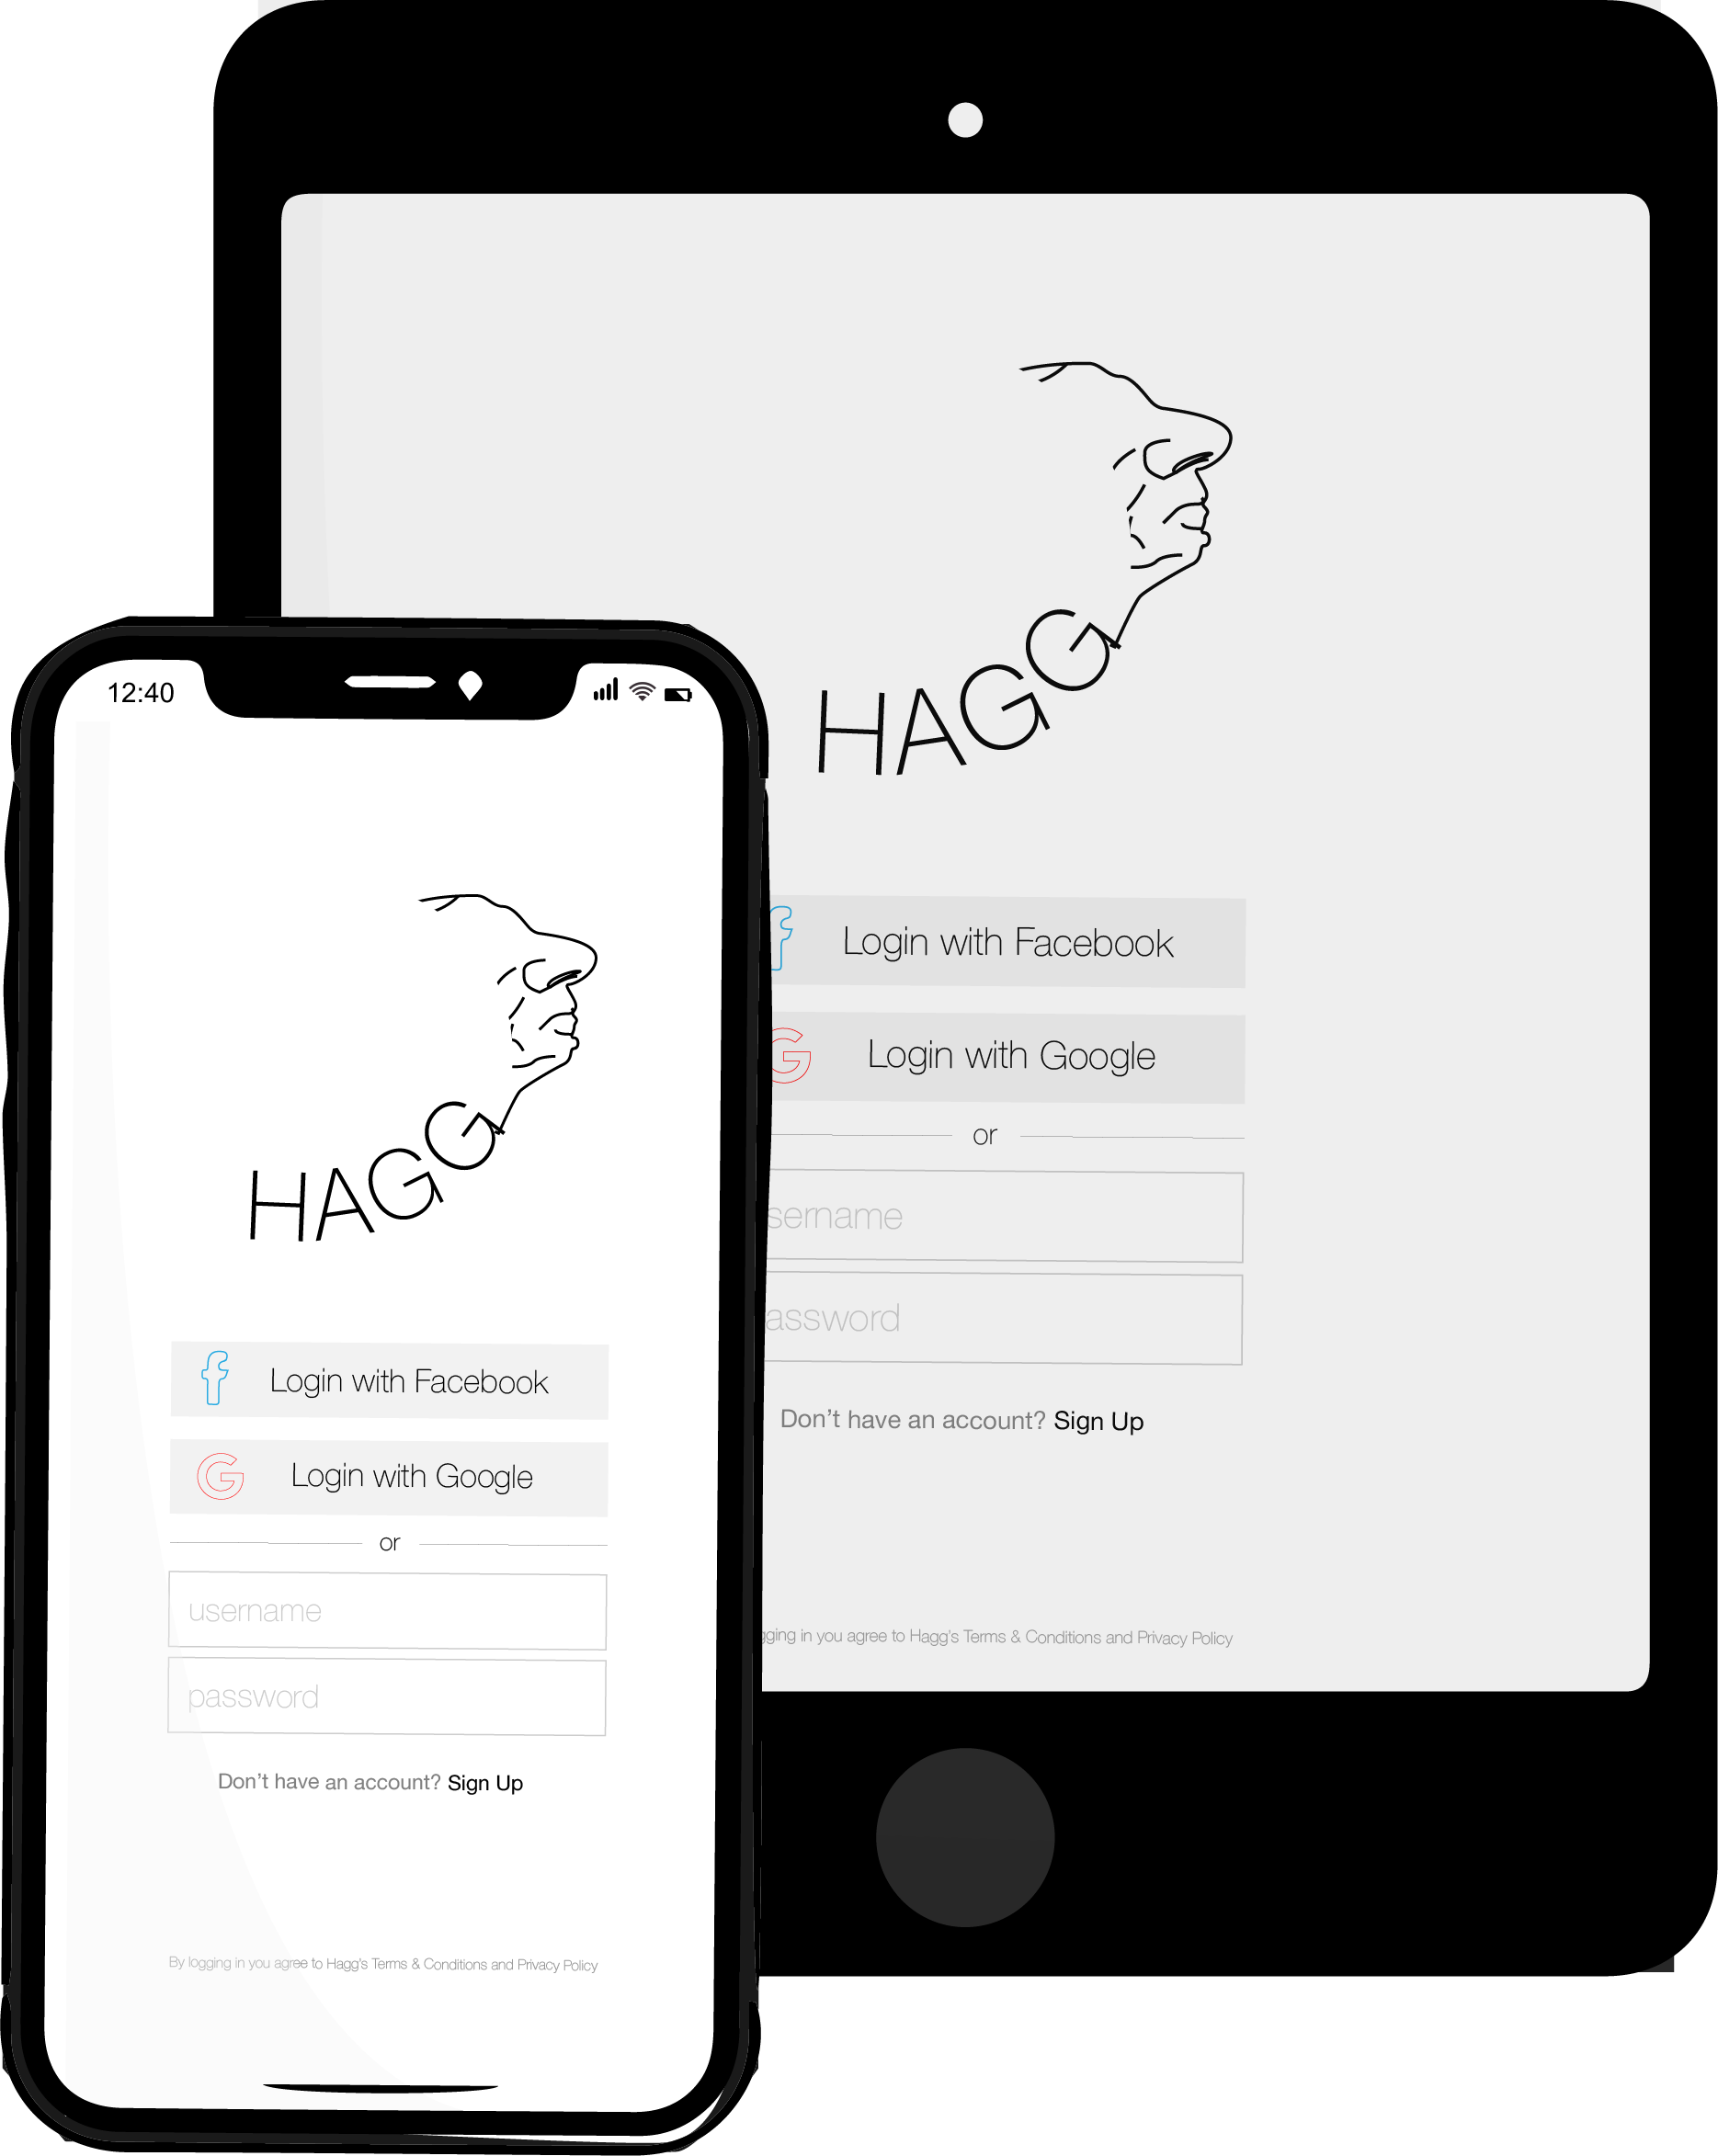 HAGG
Login with Facebook
Login with Google
or
sername
assword
Don't have an account? Sign Up
gging in you agree to Hagg's Terms & Conditions and Privacy Policy
12:40
HAGG
f
Login with Facebook
G
Login with Google
or
username
password
Don't have an account? Sign Up
By logging in you agree to Hagg's Terms & Conditions and Privacy Policy